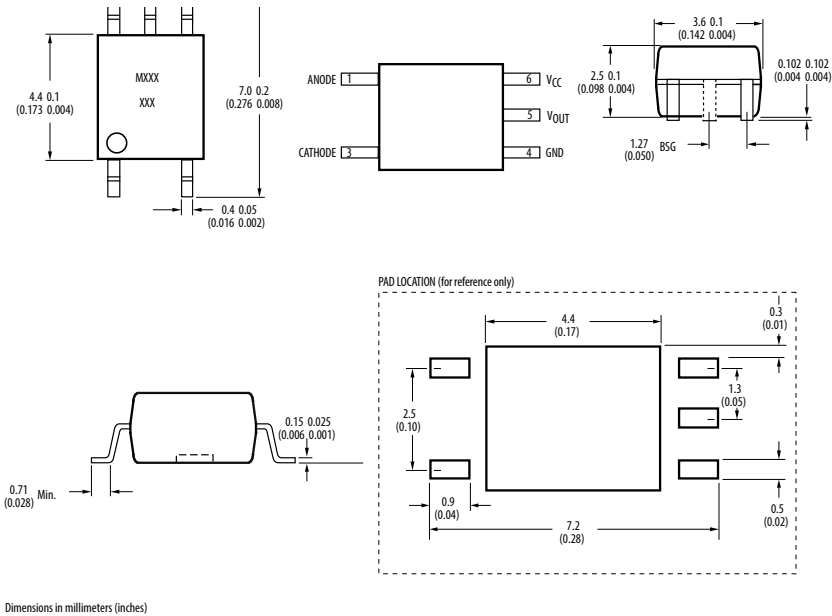 3.6 0.1
(0.142 0.004)
MXXX
XXX
4.4 0.1
(0.173 0.004)
7.0 0.2
(0.276 0.008)
ANODE 1
6 VCC
5 VOUT
CATHODE 3
4 GND
2.5 0.1
(0.098 0.004)
0.102 0.102
(0.004 0.004)
1.27 BSG
(0.050)
0.4 0.05
(0.016 0.002)
PAD LOCATION (for reference only)
4.4
(0.17)
0.3
(0.01)
2.5
(0.10)
1.3
(0.05)
0.15 0.025
(0.006 0.001)
0.71 Min.
(0.028)
0.9
(0.04)
7.2
(0.28)
0.5
(0.02)
Dimensions in millimeters (inches)